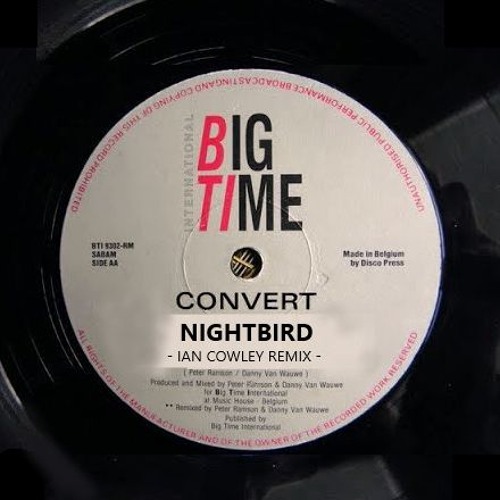 UNAUTHORISED PUBLIC PERFORMANCE BROADCASTING AND COPYING OF THIS RECORD PROHIBITED
INTERNATIONAL
BIG
TIME
BTI 9302-RM
SABAM
SIDE AA
Made in Belgium
by Disco Press
CONVERT
NIGHTBIRD
- IAN COWLEY REMIX -
( Peter Ramson / Danny Van Wauwe )
Produced and Mixed by Peter Ramson & Danny Van Wauwe
for Big Time International
at Music House - Belgium
** Remixed by Peter Ramson & Danny Van Wauwe
Published by
Big Time International
ALL RIGHTS OF THE MANUFACTURER AND OF THE OWNER OF THE RECORDED WORK RESERVED